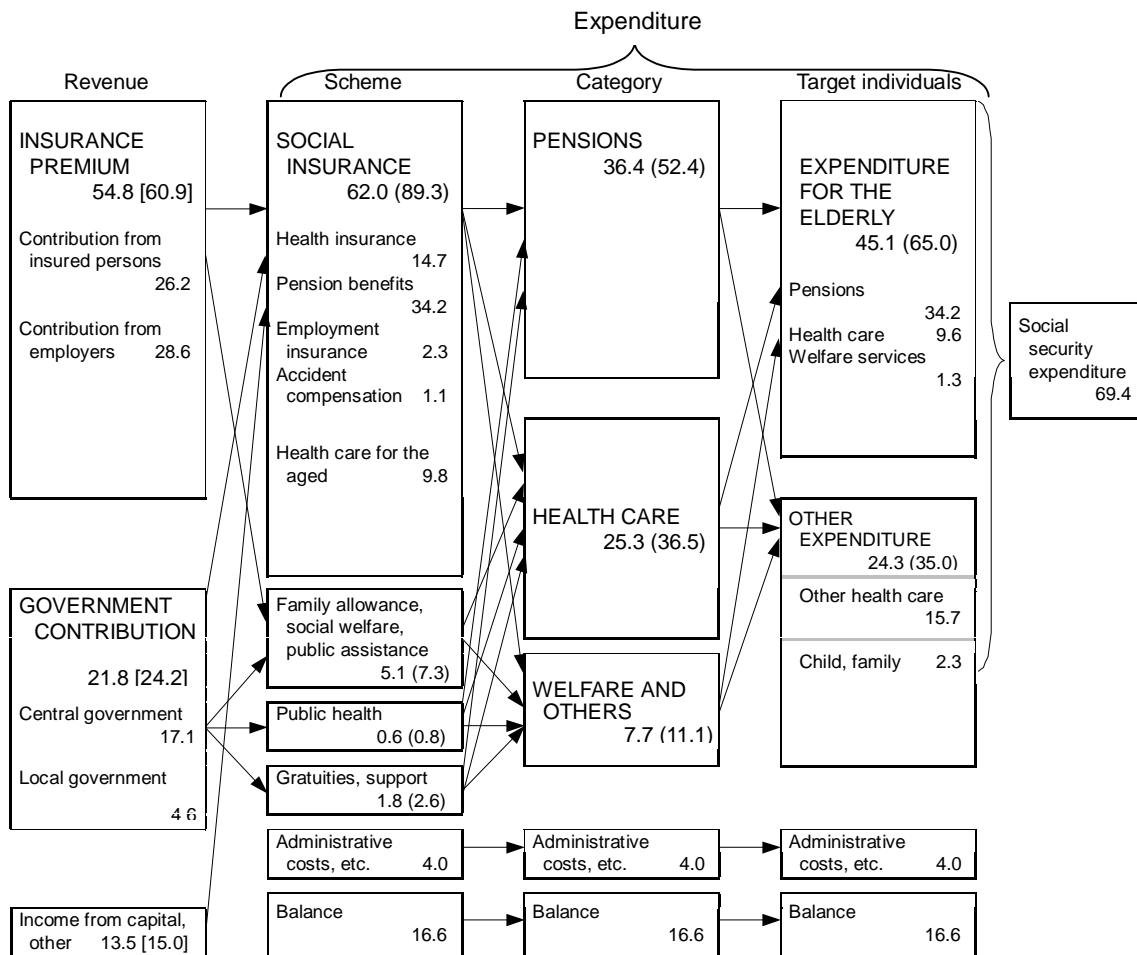 Expenditure
Revenue
Scheme
Category
Target individuals
INSURANCE
PREMIUM
54.8 [60.9]
Contribution from
insured persons
26.2
Contribution from
employers 28.6
GOVERNMENT
CONTRIBUTION
21.8 [24.2]
Central government
17.1
Local government
4.6
Income from capital,
other 13.5 [15.0]
SOCIAL
INSURANCE
62.0 (89.3)
Health insurance
14.7
Pension benefits
34.2
Employment
insurance 2.3
Accident
compensation 1.1
Health care for the
aged 9.8
Family allowance,
social welfare,
public assistance
5.1 (7.3)
Public health
0.6 (0.8)
Gratuities, support
1.8 (2.6)
Administrative
costs, etc. 4.0
Balance
16.6
PENSIONS
36.4 (52.4)
HEALTH CARE
25.3 (36.5)
WELFARE AND
OTHERS
7.7 (11.1)
Administrative
costs, etc. 4.0
Balance
16.6
EXPENDITURE
FOR THE
ELDERLY
45.1 (65.0)
Pensions
34.2
Health care 9.6
Welfare services
1.3
OTHER
EXPENDITURE
24.3 (35.0)
Other health care
15.7
Child, family 2.3
Administrative
costs, etc. 4.0
Balance
16.6
Social
security
expenditure
69.4